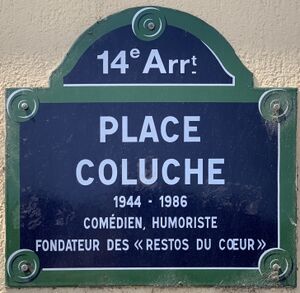 14e Arrt
PLACE
COLUCHE
1944 - 1986
COMÉDIEN, HUMORISTE
FONDATEUR DES « RESTOS DU CŒUR »